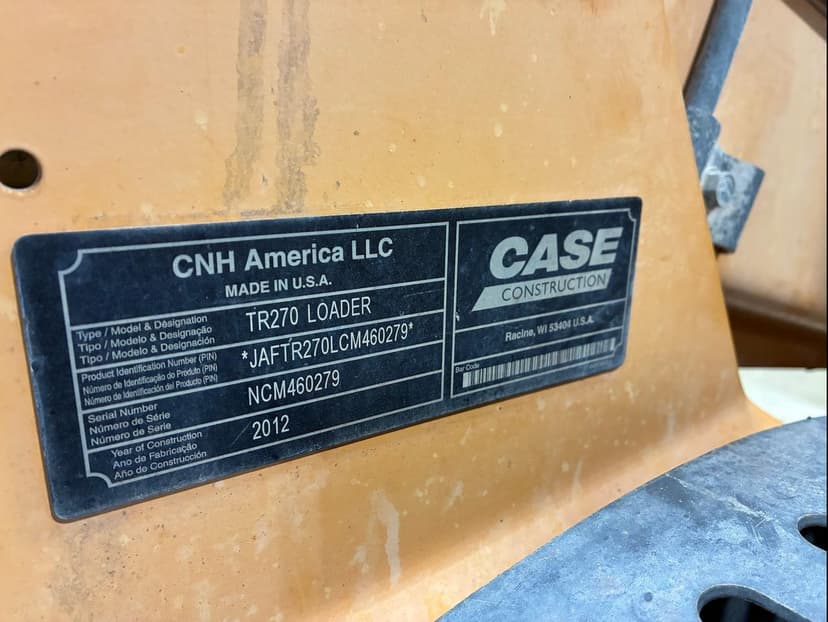 CNH America LLC
MADE IN U.S.A.
Type / Model & Designation
Tipo / Modelo & Designação
Tipo / Modelo & Designación
TR270 LOADER
Product Identification Number (PIN)
Número de Identificação do Produto (PIN)
Número de Identificación del Producto (PIN)
*JAFTR270LCM460279*
Serial Number
Número de Série
Número de Serie
NCM460279
Year of Construction
Ano de Fabricação
Año de Construcción
2012
CASE
CONSTRUCTION
Racine, WI 53404 U.S.A.
Bar Code